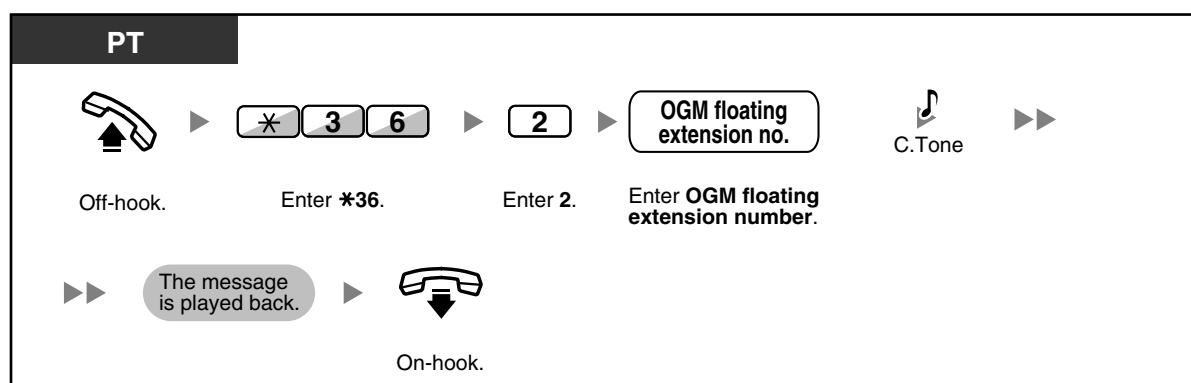 PT
* 3 6
2
OGM floating
extension no.
C.Tone
Off-hook.
Enter *36.
Enter 2.
Enter OGM floating
extension number.
The message
is played back.
On-hook.